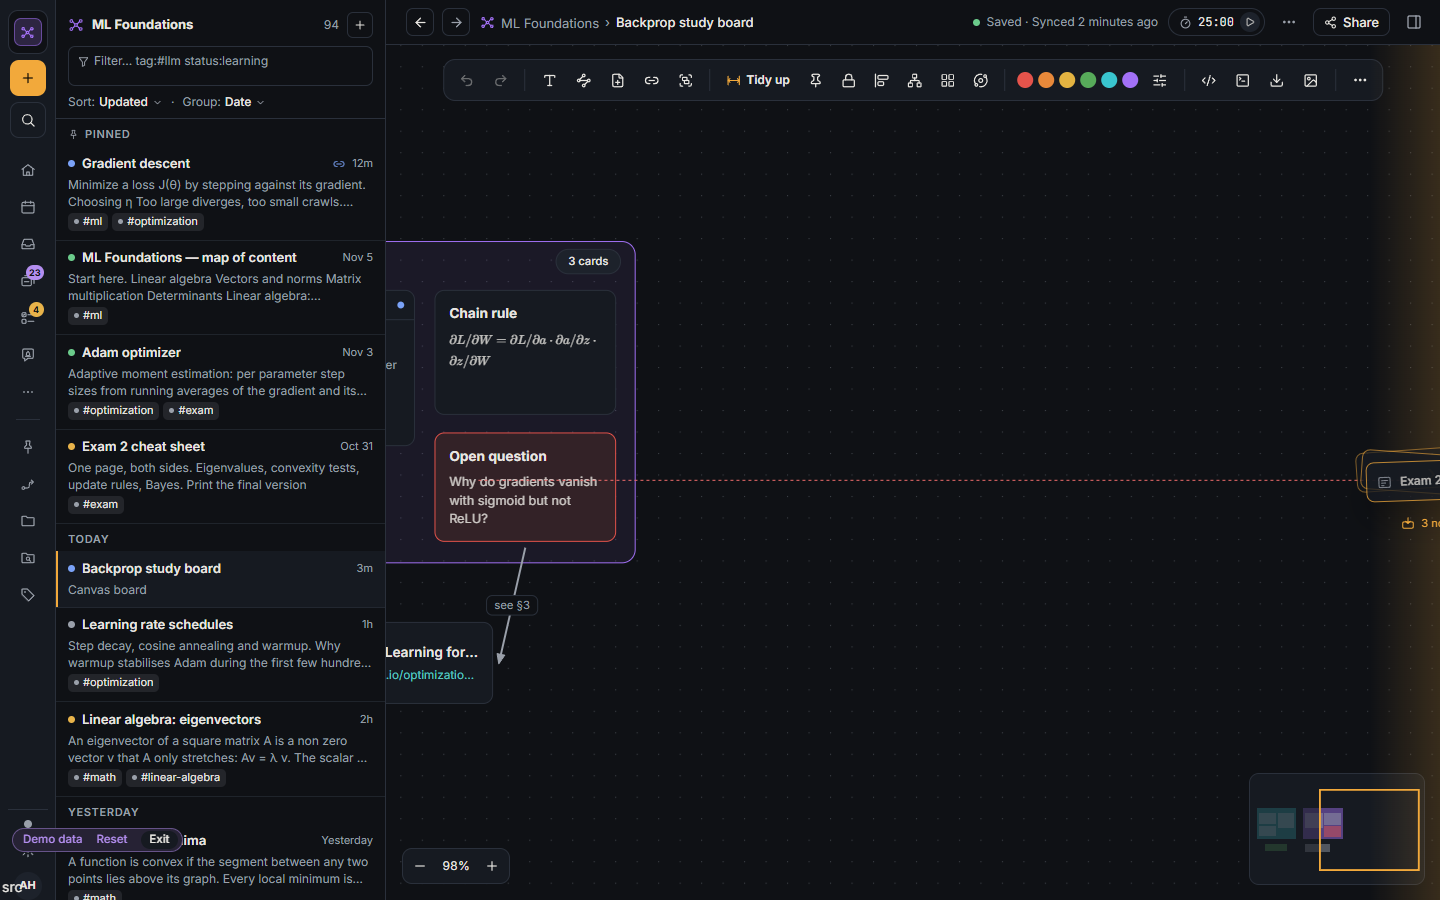 ML Foundations 94
Filter... tag:#llm status:learning
Sort: Updated · Group: Date
PINNED
Gradient descent 12m
Minimize a loss J(θ) by stepping against its gradient.
Choosing η Too large diverges, too small crawls....
#ml #optimization
ML Foundations — map of content Nov 5
Start here. Linear algebra Vectors and norms Matrix
multiplication Determinants Linear algebra:...
#ml
Adam optimizer Nov 3
Adaptive moment estimation: per parameter step
sizes from running averages of the gradient and its...
#optimization #exam
Exam 2 cheat sheet Oct 31
One page, both sides. Eigenvalues, convexity tests,
update rules, Bayes. Print the final version
#exam
TODAY
Backprop study board 3m
Canvas board
Learning rate schedules 1h
Step decay, cosine annealing and warmup. Why
warmup stabilises Adam during the first few hundre...
#optimization
Linear algebra: eigenvectors 2h
An eigenvector of a square matrix A is a non zero
vector v that A only stretches: Av = λ v. The scalar ...
#math #linear-algebra
YESTERDAY
ima Yesterday
A function is convex if the segment between any two
points lies above its graph. Every local minimum is...
#math
23
4
Demo data Reset Exit
src
AH
ML Foundations › Backprop study board
Saved · Synced 2 minutes ago
25:00
Share
Tidy up
3 cards
er
Chain rule
∂L/∂W = ∂L/∂a · ∂a/∂z ·
∂z/∂W
Open question
Why do gradients vanish
with sigmoid but not
ReLU?
see §3
Learning for...
.io/optimizatio...
Exam 2
3 no
98%